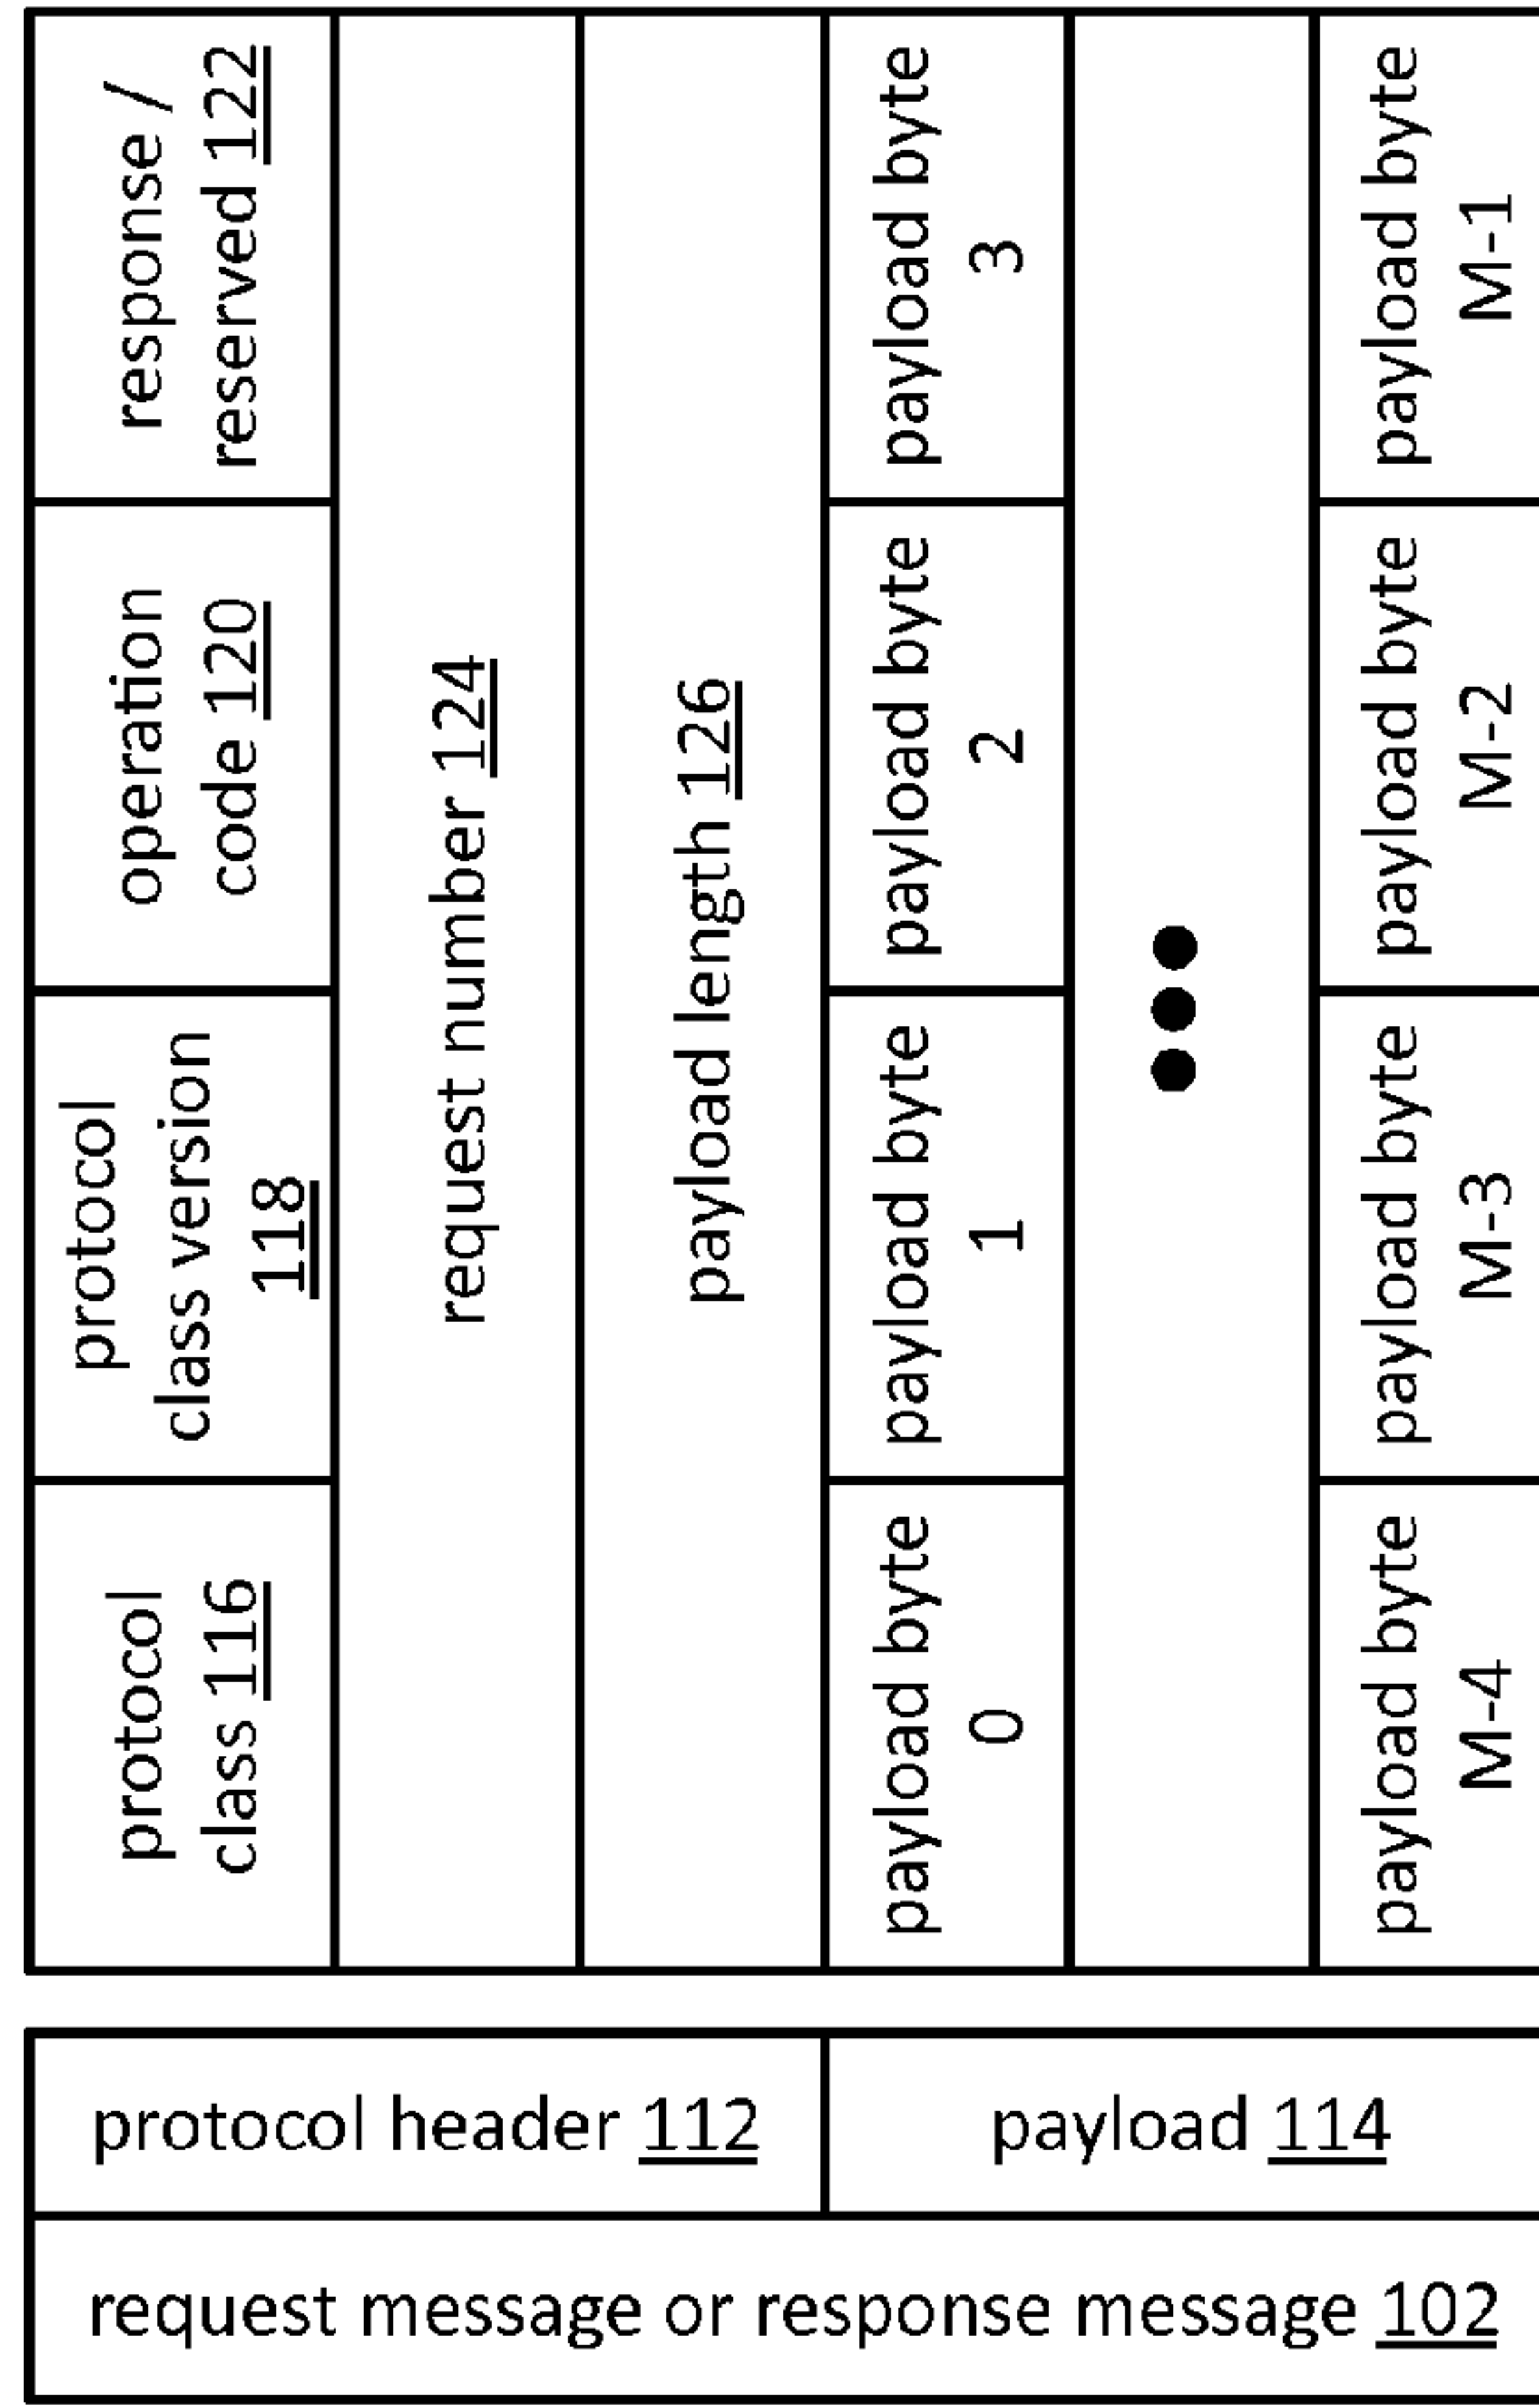 protocol
class 116
protocol
class version
118
operation
code 120
response /
reserved 122
request number 124
payload length 126
payload byte
0
payload byte
1
payload byte
2
payload byte
3
payload byte
M-4
payload byte
M-3
payload byte
M-2
payload byte
M-1
protocol header 112
payload 114
request message or response message 102